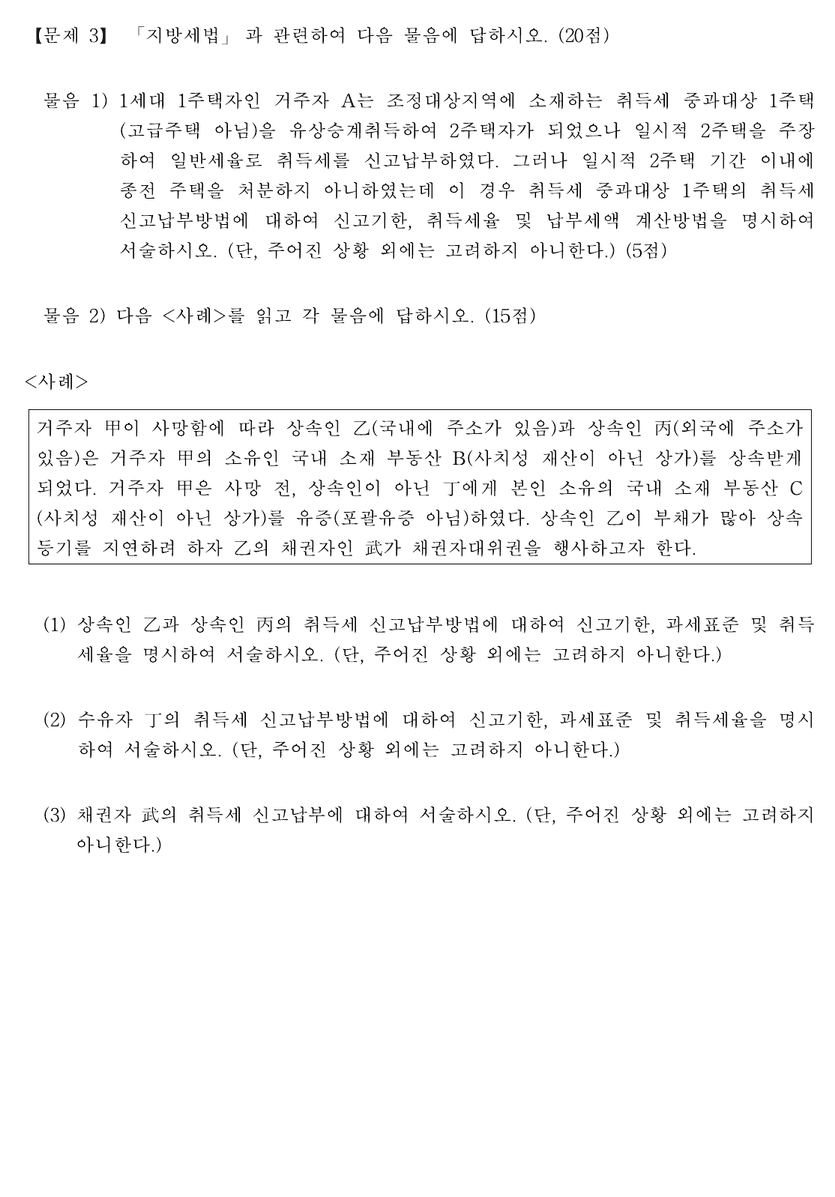 【문제 3】 「지방세법」 과 관련하여 다음 물음에 답하시오. (20점)
물음 1) 1세대 1주택자인 거주자 A는 조정대상지역에 소재하는 취득세 중과대상 1주택
(고급주택 아님)을 유상승계취득하여 2주택자가 되었으나 일시적 2주택을 주장
하여 일반세율로 취득세를 신고납부하였다. 그러나 일시적 2주택 기간 이내에
종전 주택을 처분하지 아니하였는데 이 경우 취득세 중과대상 1주택의 취득세
신고납부방법에 대하여 신고기한, 취득세율 및 납부세액 계산방법을 명시하여
서술하시오. (단, 주어진 상황 외에는 고려하지 아니한다.) (5점)
물음 2) 다음 <사례>를 읽고 각 물음에 답하시오. (15점)
<사례>
거주자 甲이 사망함에 따라 상속인 乙(국내에 주소가 있음)과 상속인 丙(외국에 주소가
있음)은 거주자 甲의 소유인 국내 소재 부동산 B(사치성 재산이 아닌 상가)를 상속받게
되었다. 거주자 甲은 사망 전, 상속인이 아닌 丁에게 본인 소유의 국내 소재 부동산 C
(사치성 재산이 아닌 상가)를 유증(포괄유증 아님)하였다. 상속인 乙이 부채가 많아 상속
등기를 지연하려 하자 乙의 채권자인 武가 채권자대위권을 행사하고자 한다.
(1) 상속인 乙과 상속인 丙의 취득세 신고납부방법에 대하여 신고기한, 과세표준 및 취득
세율을 명시하여 서술하시오. (단, 주어진 상황 외에는 고려하지 아니한다.)
(2) 수유자 丁의 취득세 신고납부방법에 대하여 신고기한, 과세표준 및 취득세율을 명시
하여 서술하시오. (단, 주어진 상황 외에는 고려하지 아니한다.)
(3) 채권자 武의 취득세 신고납부에 대하여 서술하시오. (단, 주어진 상황 외에는 고려하지
아니한다.)